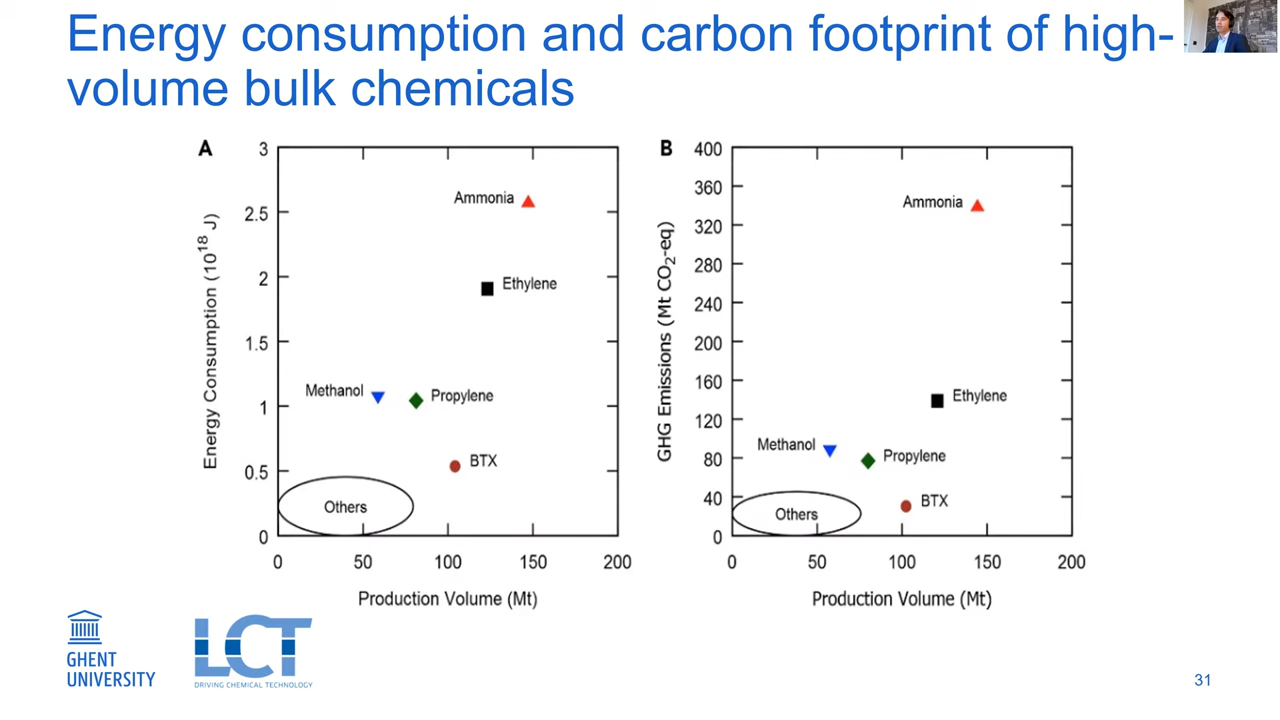 Energy consumption and carbon footprint of high-
volume bulk chemicals
A
3
2.5
2
1.5
1
0.5
0
Energy Consumption (10¹⁸ J)
Ammonia
Ethylene
Methanol
Propylene
BTX
Others
0 50 100 150 200
Production Volume (Mt)
B
400
360
320
280
240
200
160
120
80
40
0
GHG Emissions (Mt CO₂-eq)
Ammonia
Ethylene
Methanol
Propylene
BTX
Others
0 50 100 150 200
Production Volume (Mt)
GHENT
UNIVERSITY
LCT
DRIVING CHEMICAL TECHNOLOGY
31